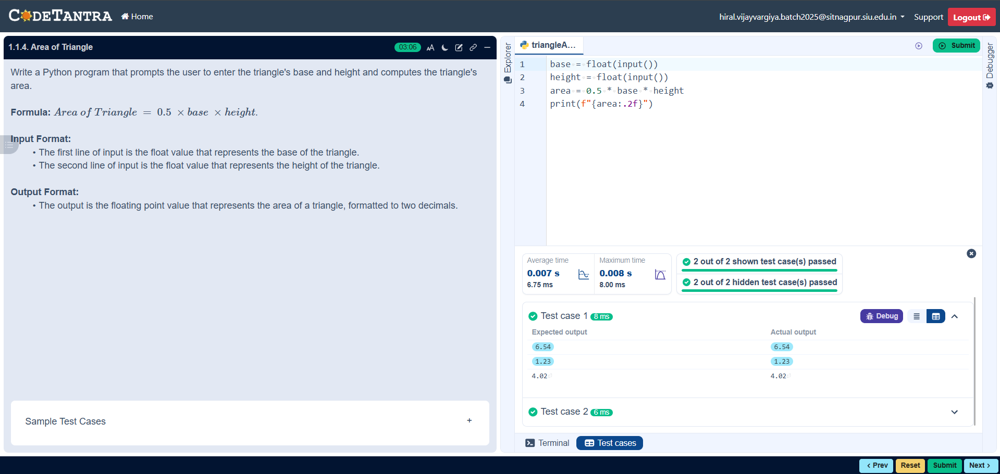 CODETANTRA Home hiral.vijayvargiya.batch2025@sitnagpur.siu.edu.in Support Logout
1.1.4. Area of Triangle 03:06 AA
Write a Python program that prompts the user to enter the triangle's base and height and computes the triangle's
area.
Formula: Area of Triangle = 0.5 × base × height.
Input Format:
• The first line of input is the float value that represents the base of the triangle.
• The second line of input is the float value that represents the height of the triangle.
Output Format:
• The output is the floating point value that represents the area of a triangle, formatted to two decimals.
Sample Test Cases +
Explorer
triangleA... Submit
Debugger
1 base = float(input())
2 height = float(input())
3 area = 0.5 * base * height
4 print(f"{area:.2f}")
Average time Maximum time
0.007 s 0.008 s
6.75 ms 8.00 ms
2 out of 2 shown test case(s) passed
2 out of 2 hidden test case(s) passed
Test case 1 8 ms Debug
Expected output Actual output
6.54 6.54
1.23 1.23
4.02 4.02
Test case 2 6 ms
Terminal Test cases
< Prev Reset Submit Next >